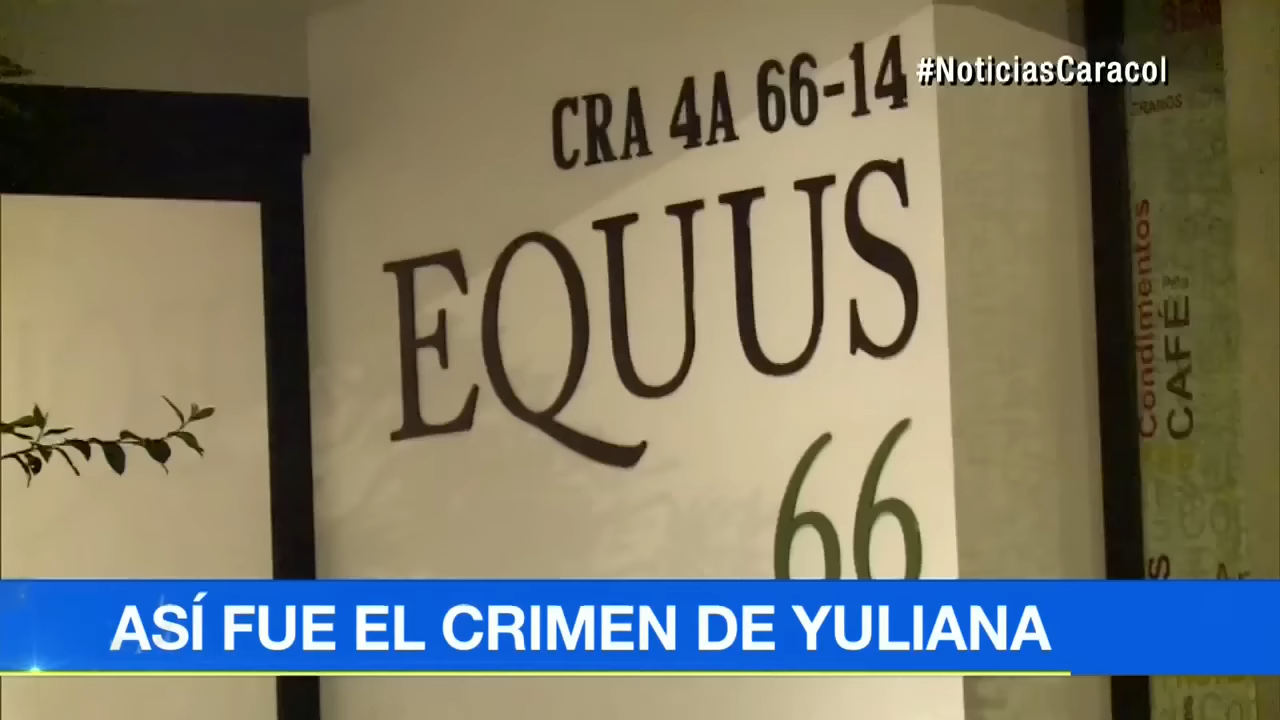 #NoticiasCaracol
CRA 4A 66-14
EQUUS
66
Condimentos
CAFÉ
ASÍ FUE EL CRIMEN DE YULIANA